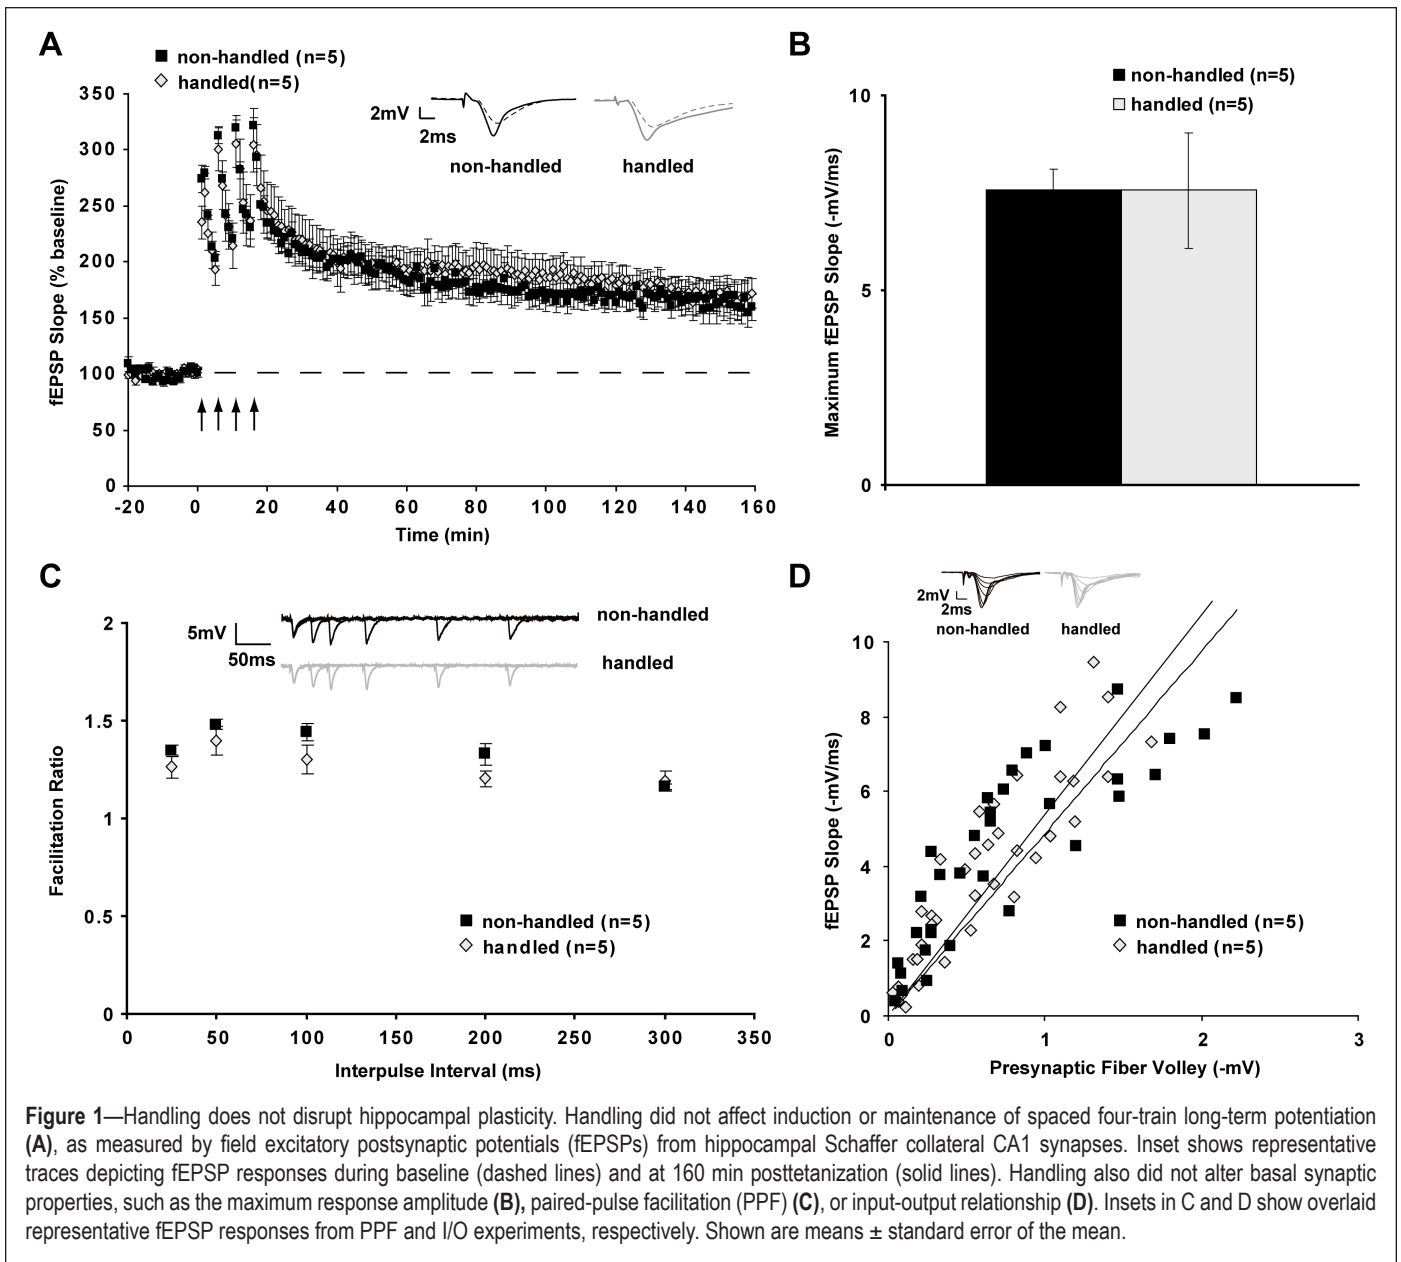 A
non-handled (n=5)
handled(n=5)
350
300
250
200
150
100
50
0
fEPSP Slope (% baseline)
-20 0 20 40 60 80 100 120 140 160
Time (min)
2mV
2ms
non-handled
handled
B
non-handled (n=5)
handled (n=5)
10
5
0
Maximum fEPSP Slope (-mV/ms)
C
2
1.5
1
0.5
0
Facilitation Ratio
5mV
50ms
non-handled
handled
non-handled (n=5)
handled (n=5)
0 50 100 150 200 250 300 350
Interpulse Interval (ms)
D
2mV
2ms
non-handled
handled
10
8
6
4
2
0
fEPSP Slope (-mV/ms)
non-handled (n=5)
handled (n=5)
0 1 2 3
Presynaptic Fiber Volley (-mV)
Figure 1—Handling does not disrupt hippocampal plasticity. Handling did not affect induction or maintenance of spaced four-train long-term potentiation
(A), as measured by field excitatory postsynaptic potentials (fEPSPs) from hippocampal Schaffer collateral CA1 synapses. Inset shows representative
traces depicting fEPSP responses during baseline (dashed lines) and at 160 min posttetanization (solid lines). Handling also did not alter basal synaptic
properties, such as the maximum response amplitude (B), paired-pulse facilitation (PPF) (C), or input-output relationship (D). Insets in C and D show overlaid
representative fEPSP responses from PPF and I/O experiments, respectively. Shown are means ± standard error of the mean.